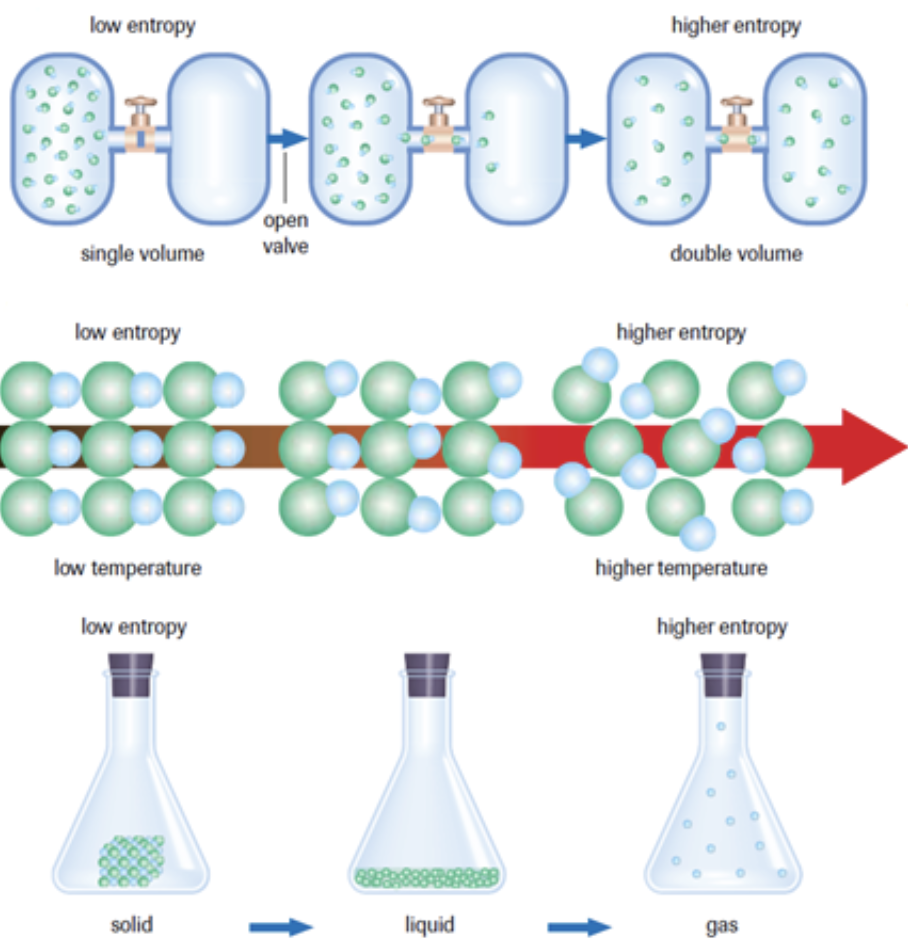 low entropy
higher entropy
open
valve
single volume
double volume
low entropy
higher entropy
low temperature
higher temperature
low entropy
higher entropy
solid
liquid
gas